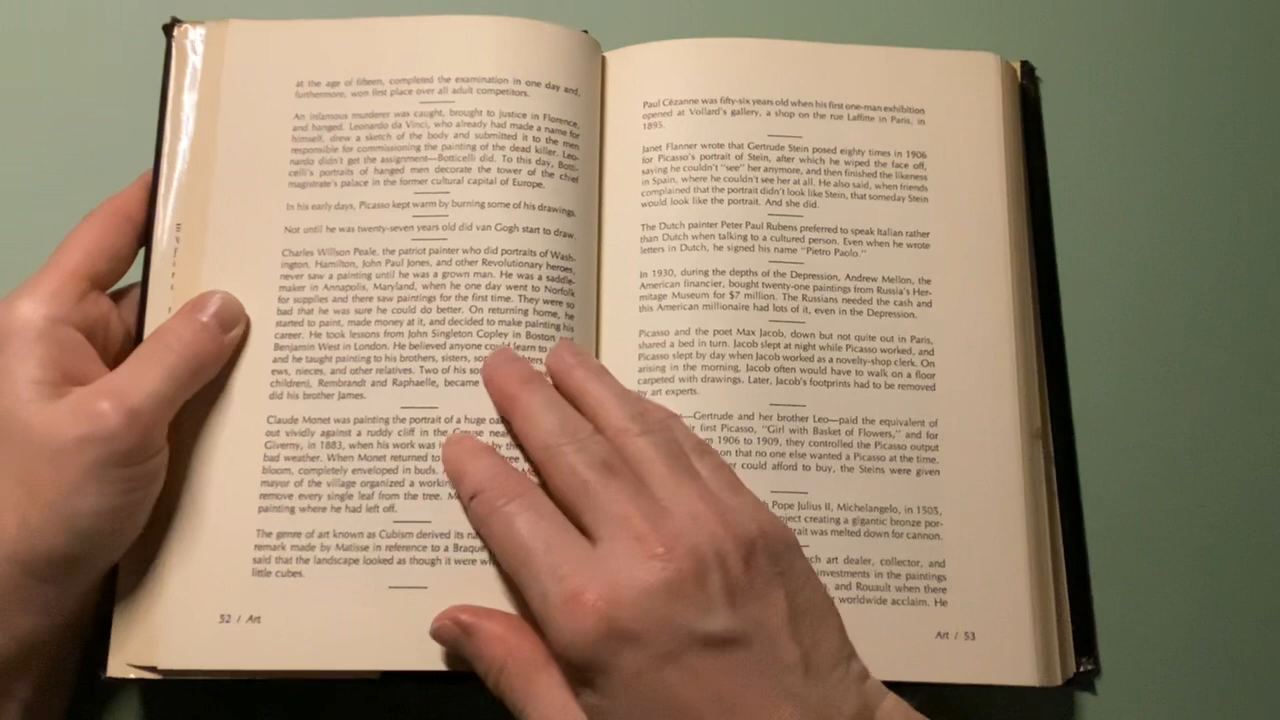 at the age of fifteen, completed the examination in one day and,
furthermore, won first place over all adult competitors.
An infamous murderer was caught, brought to justice in Florence,
and hanged. Leonardo da Vinci, who already had made a name for
himself, drew a sketch of the body and submitted it to the men
responsible for commissioning the painting of the dead killer. Leo-
nardo didn't get the assignment—Botticelli did. To this day, Botti-
celli's portraits of hanged men decorate the tower of the chief
magistrate's palace in the former cultural capital of Europe.
In his early days, Picasso kept warm by burning some of his drawings.
Not until he was twenty-seven years old did van Gogh start to draw.
Charles Willson Peale, the patriot painter who did portraits of Wash-
ington, Hamilton, John Paul Jones, and other Revolutionary heroes,
never saw a painting until he was a grown man. He was a saddle-
maker in Annapolis, Maryland, when he one day went to Norfolk
for supplies and there saw paintings for the first time. They were so
bad that he was sure he could do better. On returning home, he
started to paint, made money at it, and decided to make painting his
career. He took lessons from John Singleton Copley in Boston and
Benjamin West in London. He believed anyone could learn to
and he taught painting to his brothers, sisters,
ews, nieces, and other relatives. Two of his
children), Rembrandt and Raphaelle, became
did his brother James.
Claude Monet was painting the portrait of a huge
out vividly against a ruddy cliff in the Creuse
Giverny, in 1883, when his work was by the
bad weather. When Monet returned to
bloom, completely enveloped in buds.
mayor of the village organized a working
remove every single leaf from the tree.
painting where he had left off.
The genre of art known as Cubism derived its
remark made by Matisse in reference to a
said that the landscape looked as though it were
little cubes.
52 / Art
Paul Cézanne was fifty-six years old when his first one-man exhibition
opened at Vollard's gallery, a shop on the rue Laffitte in Paris, in
1895.
Janet Flanner wrote that Gertrude Stein posed eighty times in 1906
for Picasso's portrait of Stein, after which he wiped the face off,
saying he couldn't "see" her anymore, and then finished the likeness
in Spain, where he couldn't see her at all. He also said, when friends
complained that the portrait didn't look like Stein, that someday Stein
would look like the portrait. And she did.
The Dutch painter Peter Paul Rubens preferred to speak Italian rather
than Dutch when talking to a cultured person. Even when he wrote
letters in Dutch, he signed his name "Pietro Paolo."
In 1930, during the depths of the Depression, Andrew Mellon, the
American financier, bought twenty-one paintings from Russia's Her-
mitage Museum for $7 million. The Russians needed the cash and
this American millionaire had lots of it, even in the Depression.
Picasso and the poet Max Jacob, down but not quite out in Paris,
shared a bed in turn. Jacob slept at night while Picasso worked, and
Picasso slept by day when Jacob worked as a novelty-shop clerk. On
arising in the morning, Jacob often would have to walk on a floor
carpeted with drawings. Later, Jacob's footprints had to be removed
by art experts.
—Gertrude and her brother Leo—paid the equivalent of
first Picasso, "Girl with Basket of Flowers," and for
1906 to 1909, they controlled the Picasso output
on that no one else wanted a Picasso at the time.
could afford to buy, the Steins were given
Pope Julius II, Michelangelo, in 1503,
creating a gigantic bronze por-
was melted down for cannon.
art dealer, collector, and
investments in the paintings
and Rouault when there
worldwide acclaim. He
Art / 53